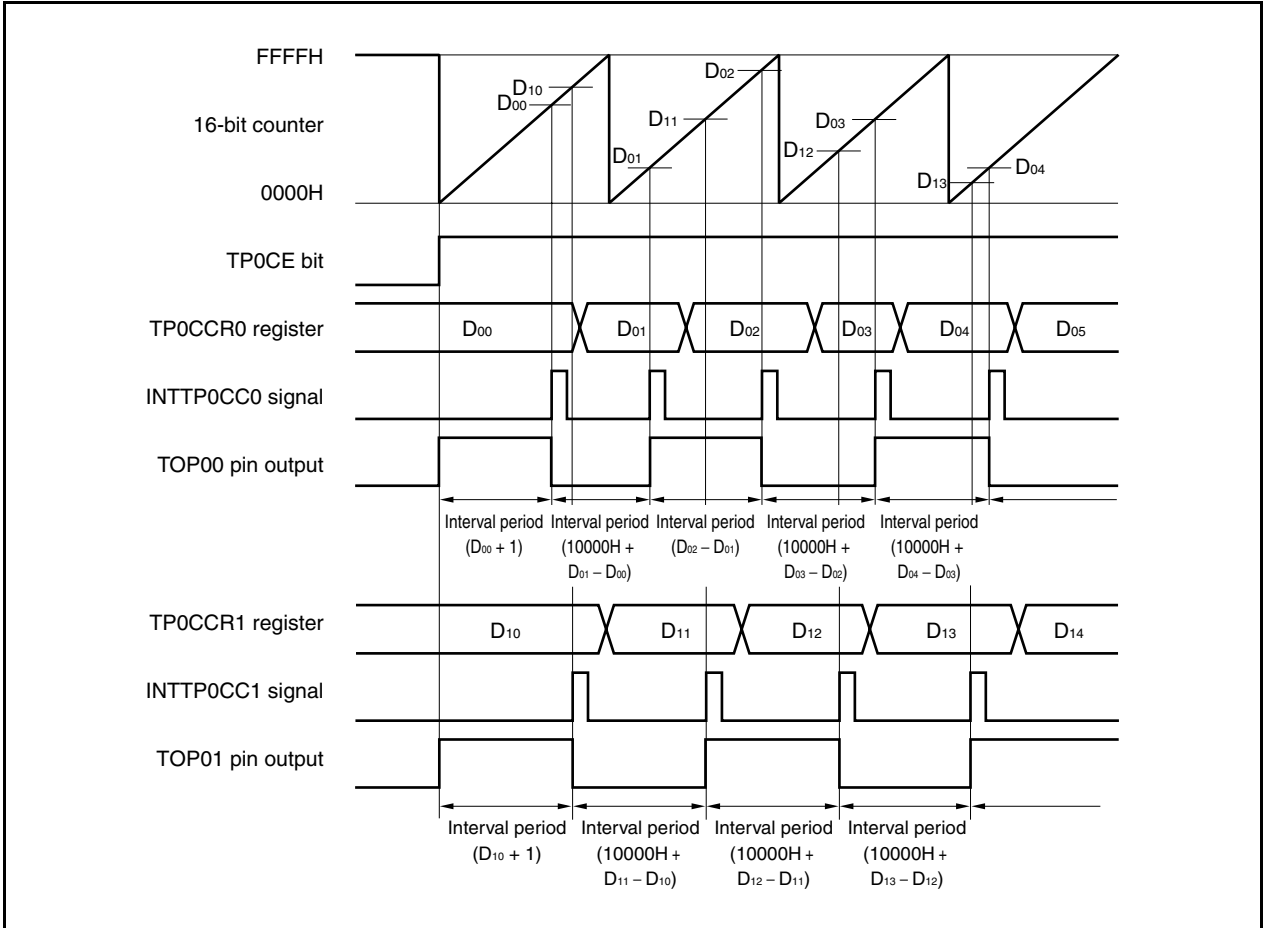 FFFFH
16-bit counter
0000H
D10
D00
D01
D11
D02
D12
D03
D13
D04
TP0CE bit
TP0CCR0 register
D00 D01 D02 D03 D04 D05
INTTP0CC0 signal
TOP00 pin output
Interval period Interval period Interval period Interval period Interval period
(D00 + 1) (10000H + (D02 – D01) (10000H + (10000H +
D01 – D00) D03 – D02) D04 – D03)
TP0CCR1 register
D10 D11 D12 D13 D14
INTTP0CC1 signal
TOP01 pin output
Interval period Interval period Interval period Interval period
(D10 + 1) (10000H + (10000H + (10000H +
D11 – D10) D12 – D11) D13 – D12)